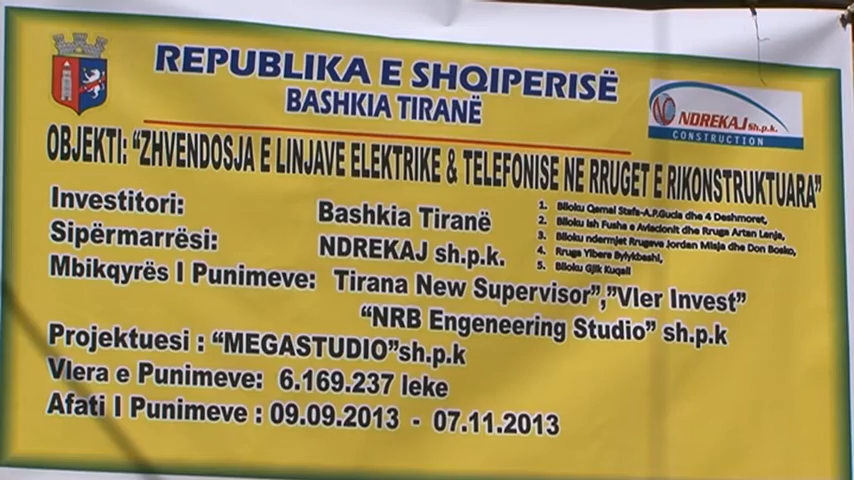 REPUBLIKA E SHQIPERISË
BASHKIA TIRANË
NDREKAJ sh.p.k.
CONSTRUCTION
OBJEKTI: “ZHVENDOSJA E LINJAVE ELEKTRIKE & TELEFONISE NE RRUGET E RIKONSTRUKTUARA”
Investitori: Bashkia Tiranë
Sipërmarrësi: NDREKAJ sh.p.k.
1. Blloku Qemal Stafa-A.P.Gucia dhe 4 Deshmoret,
2. Blloku ish Fusha e Aviacionit dhe Rruga Artan Lenja,
3. Blloku ndermjet Rrugeve Jordan Misja dhe Don Bosko,
4. Rruga Ylbere Bylykbashi,
5. Blloku Gjik Kuqali
Mbikqyrës I Punimeve: Tirana New Supervisor”,”Vler Invest”
“NRB Engeneering Studio” sh.p.k
Projektuesi : “MEGASTUDIO”sh.p.k
Vlera e Punimeve: 6.169.237 leke
Afati I Punimeve : 09.09.2013 - 07.11.2013